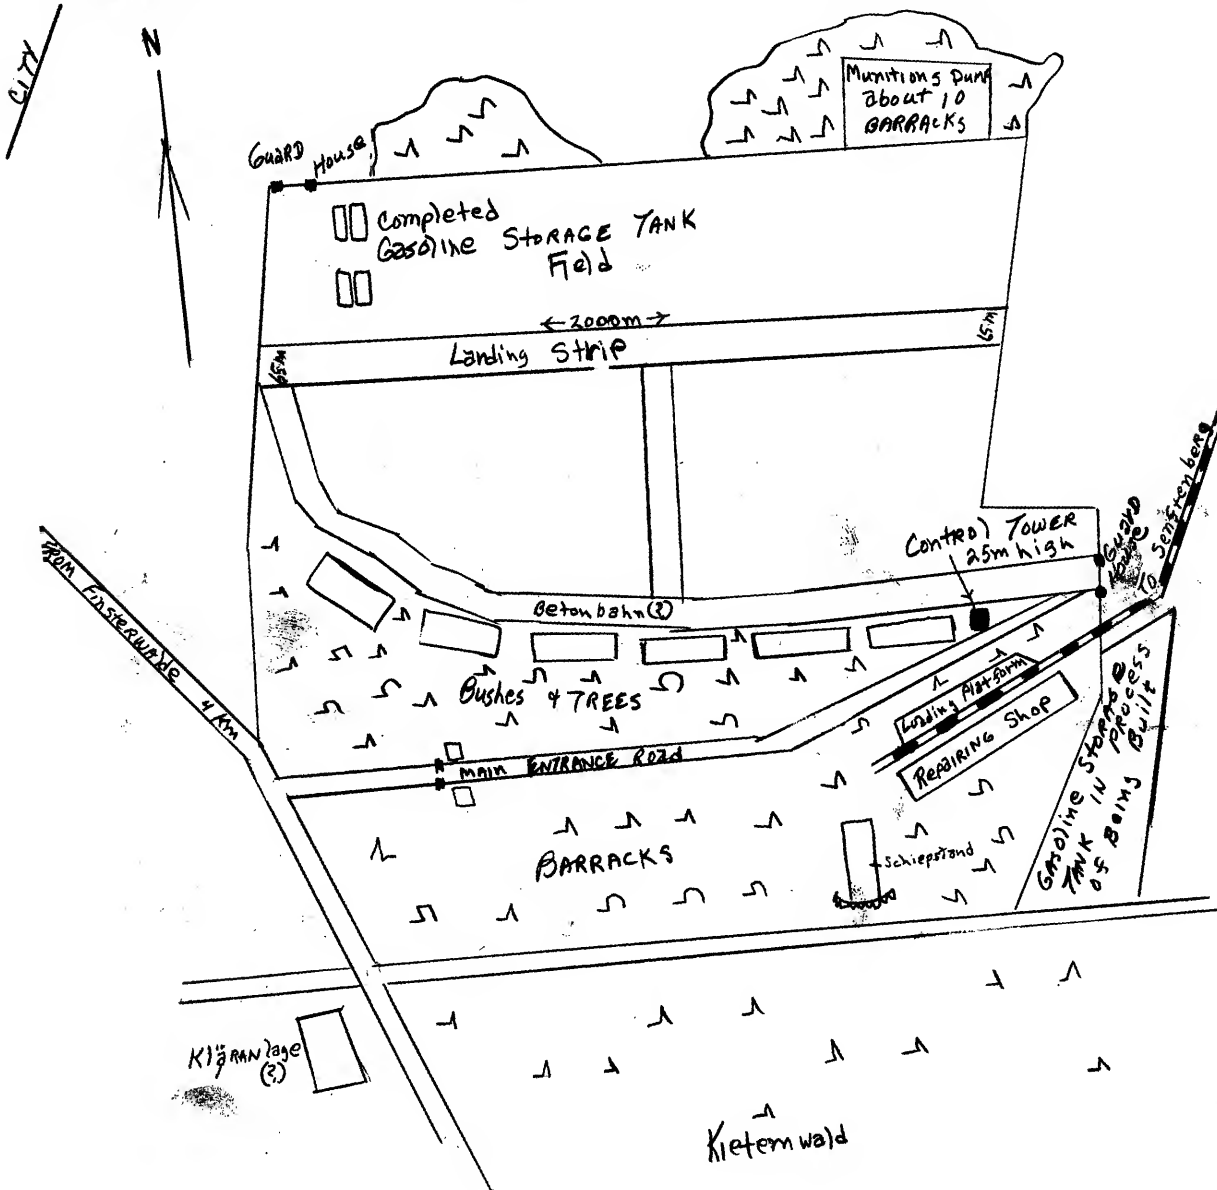 CITY
N
Munitions Dump
about 10
BARRACKS
GUARD HOUSE
Completed
Gasoline STORAGE TANK
Field
←2000m→
65m
65m
Landing Strip
FROM Finsterwalde 4 Km
Control TOWER
25m high
GUARD
House
TO Senftenberg
Betonbahn(?)
Bushes & TREES
Loading Platform
Repairing Shop
MAIN ENTRANCE Road
GASOline STORAGE
TANK IN PROCESS
OF BEING Built
BARRACKS
Schiepstand
KläRANlage
(?)
Kiefernwald